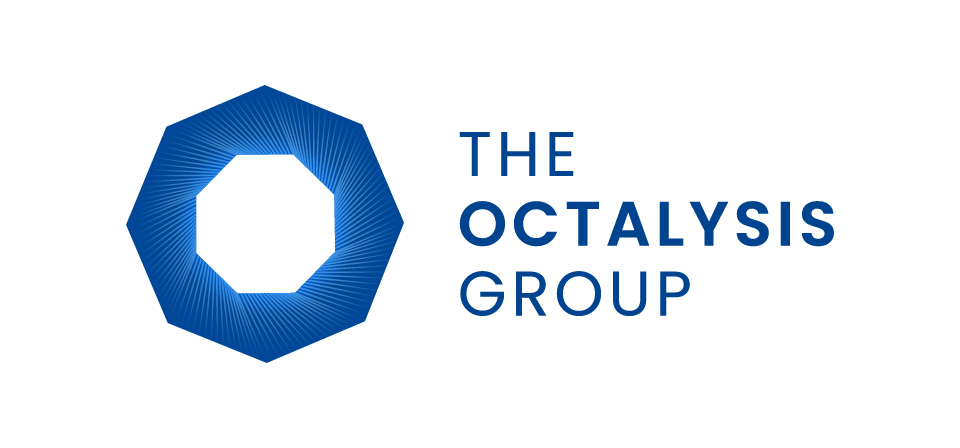 THE
OCTALYSIS
GROUP